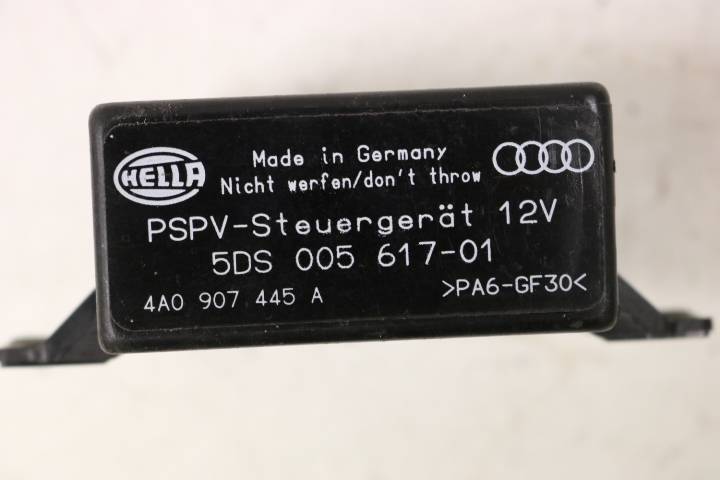 HELLA
Made in Germany
Nicht werfen/don't throw
PSPV-Steuergerät 12V
5DS 005 617-01
4A0 907 445 A
>PA6-GF30<